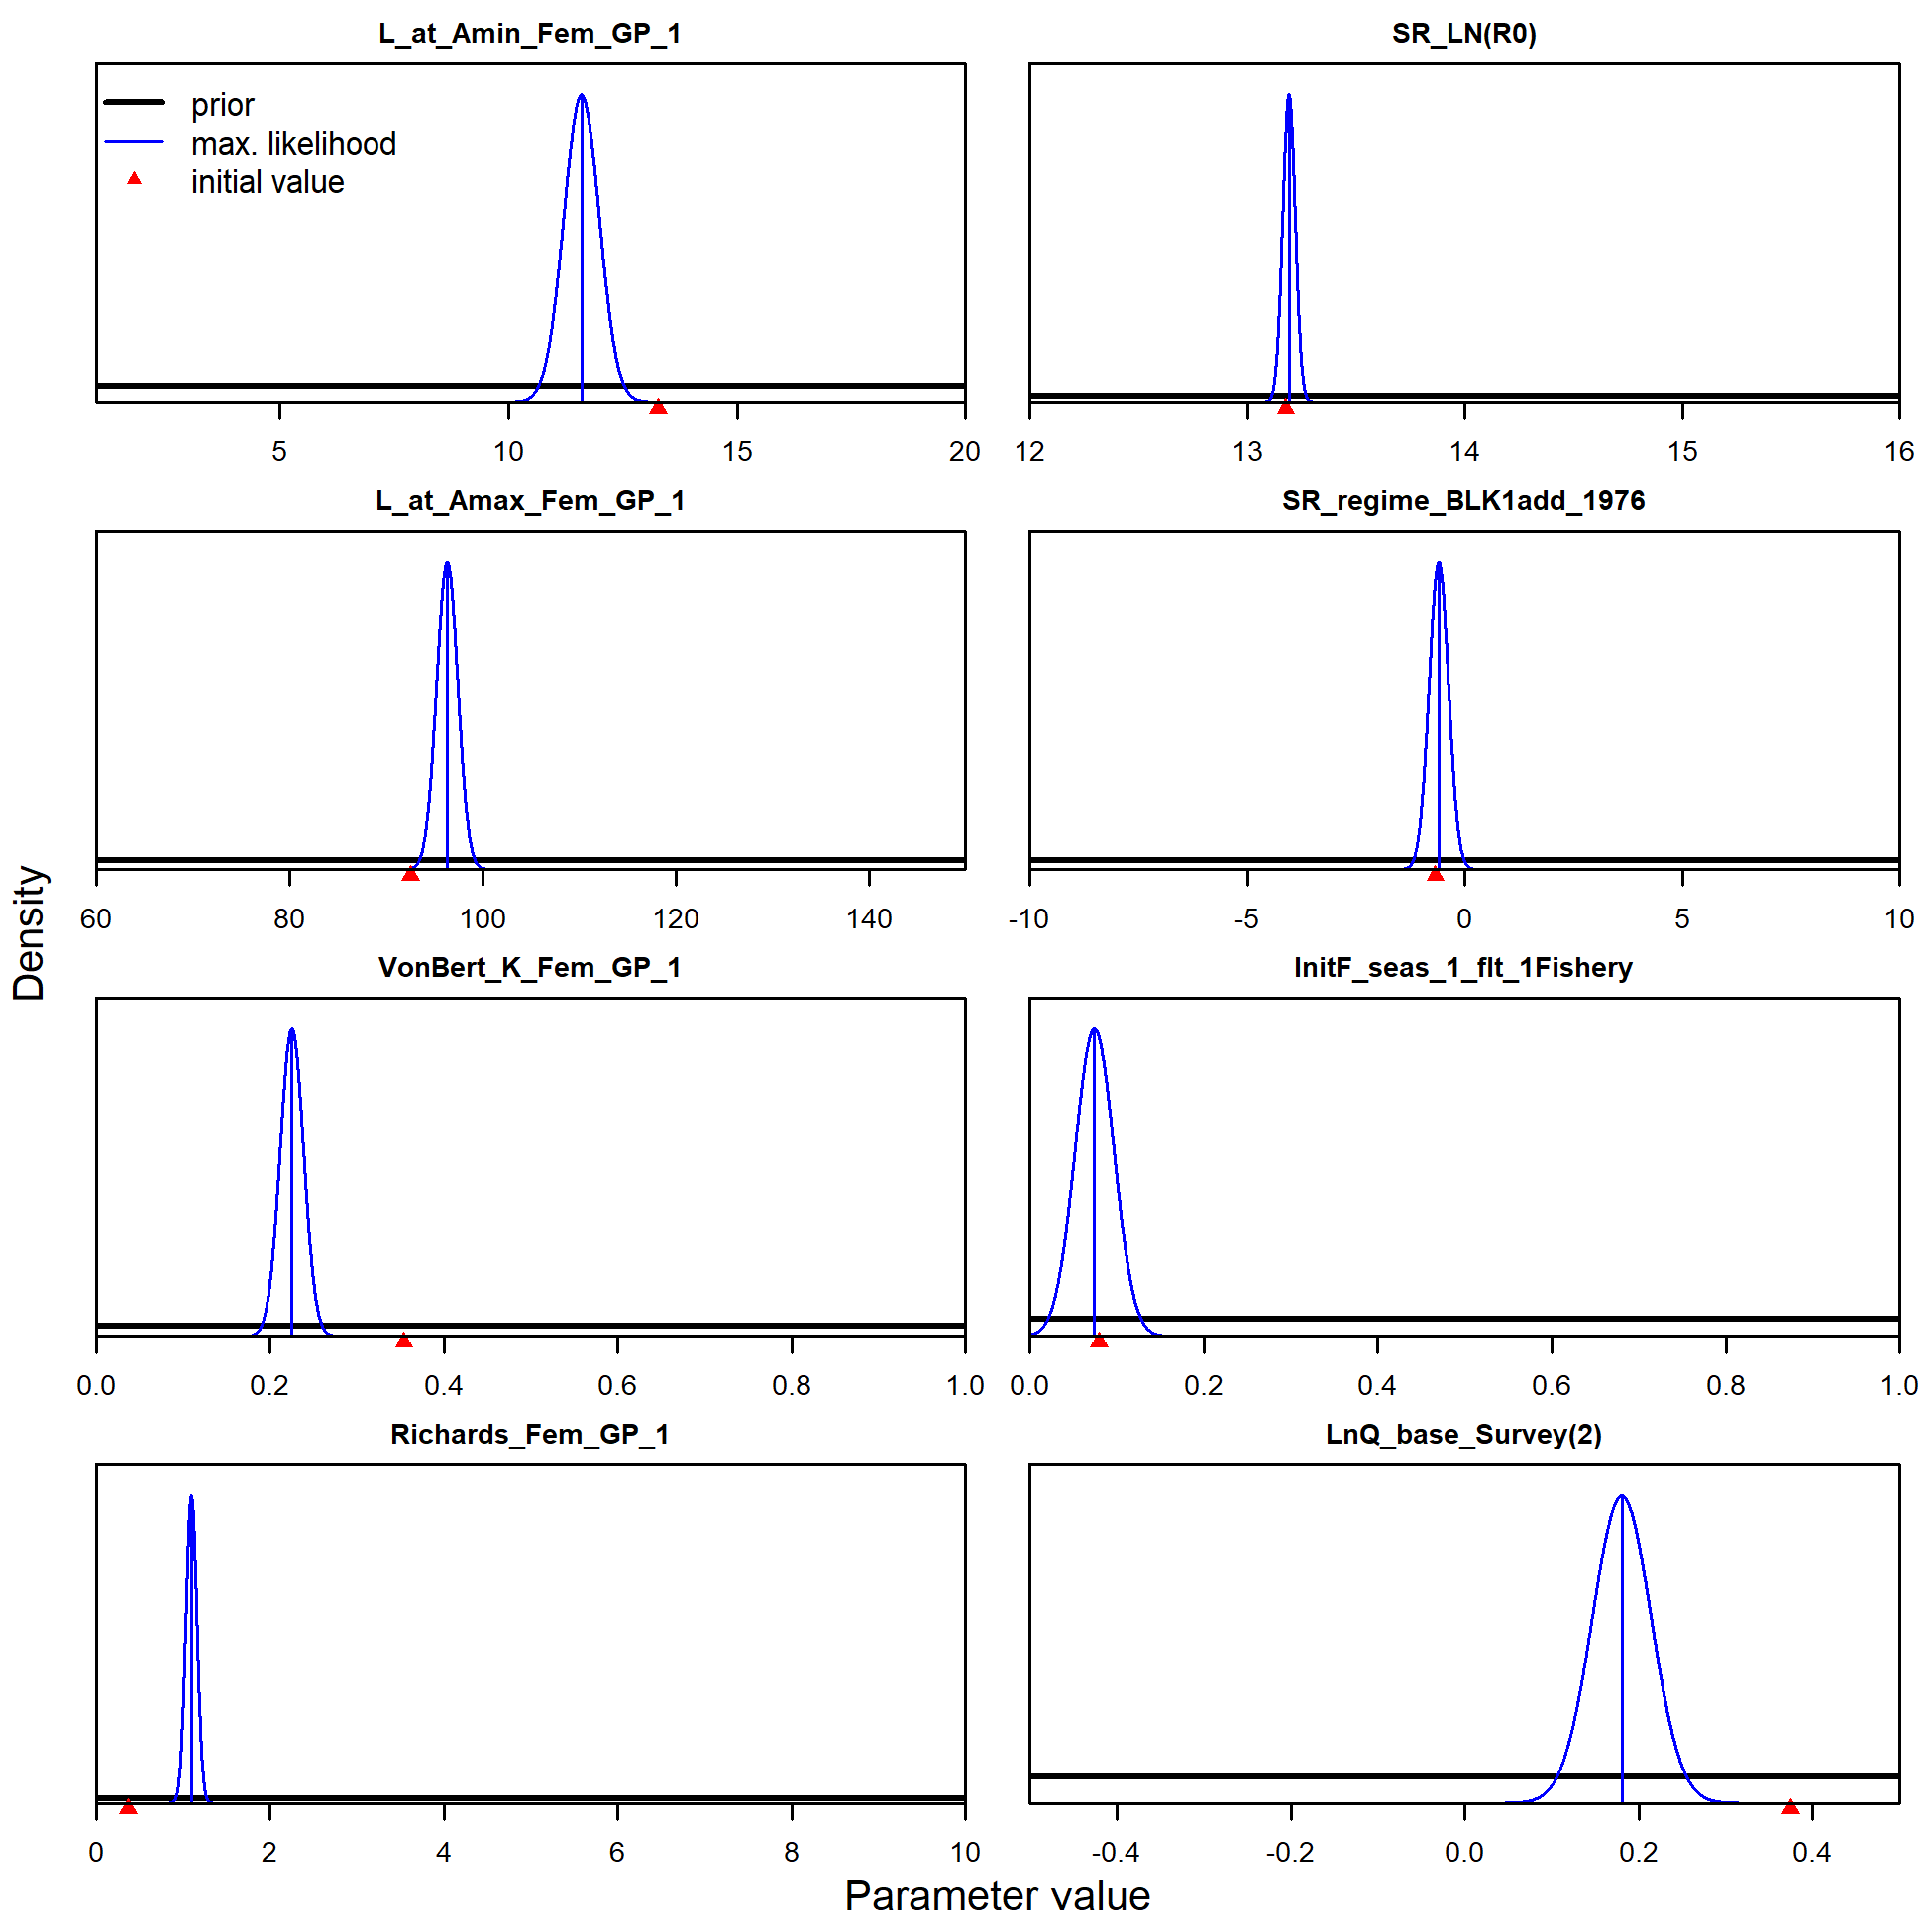 L_at_Amin_Fem_GP_1
prior
max. likelihood
initial value
5 10 15 20
SR_LN(R0)
12 13 14 15 16
L_at_Amax_Fem_GP_1
60 80 100 120 140
SR_regime_BLK1add_1976
-10 -5 0 5 10
VonBert_K_Fem_GP_1
0.0 0.2 0.4 0.6 0.8 1.0
InitF_seas_1_flt_1Fishery
0.0 0.2 0.4 0.6 0.8 1.0
Richards_Fem_GP_1
0 2 4 6 8 10
LnQ_base_Survey(2)
-0.4 -0.2 0.0 0.2 0.4
Density
Parameter value